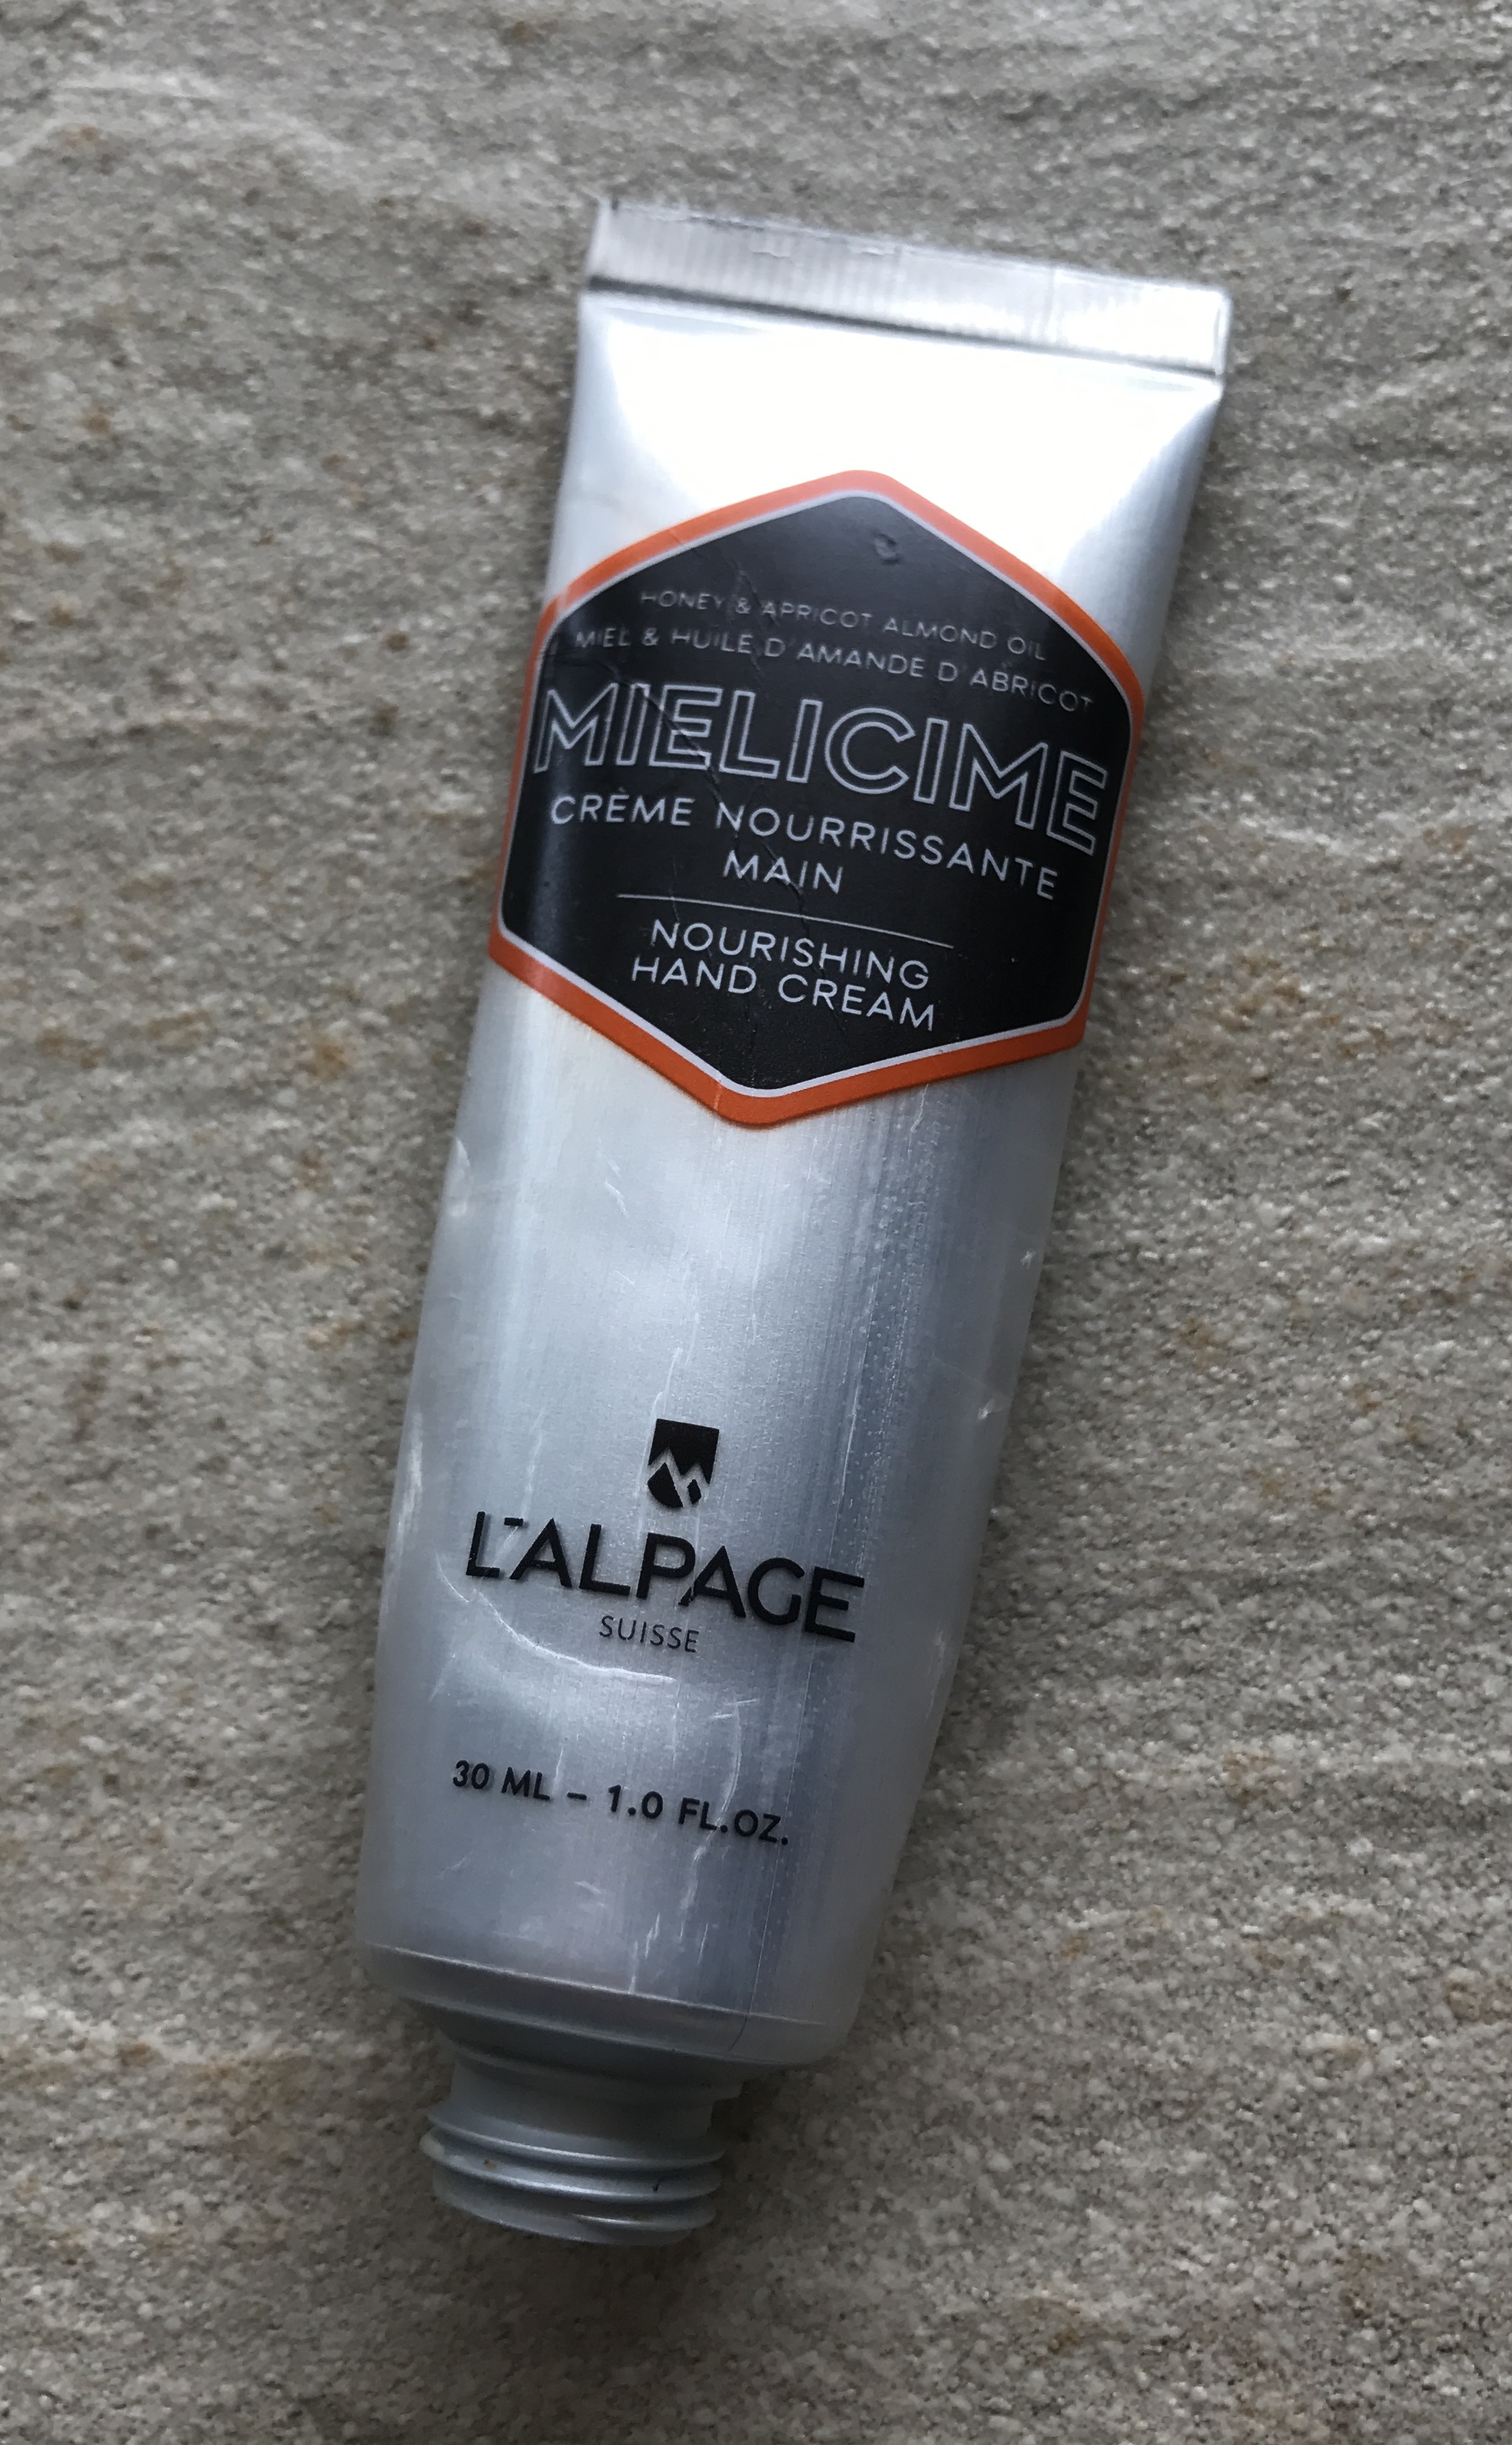 HONEY & APRICOT ALMOND OIL
MIEL & HUILE D'AMANDE D'ABRICOT
MIELICIME
CRÈME NOURRISSANTE
MAIN
NOURISHING
HAND CREAM
L'ALPAGE
SUISSE
30 ML – 1.0 FL.OZ.